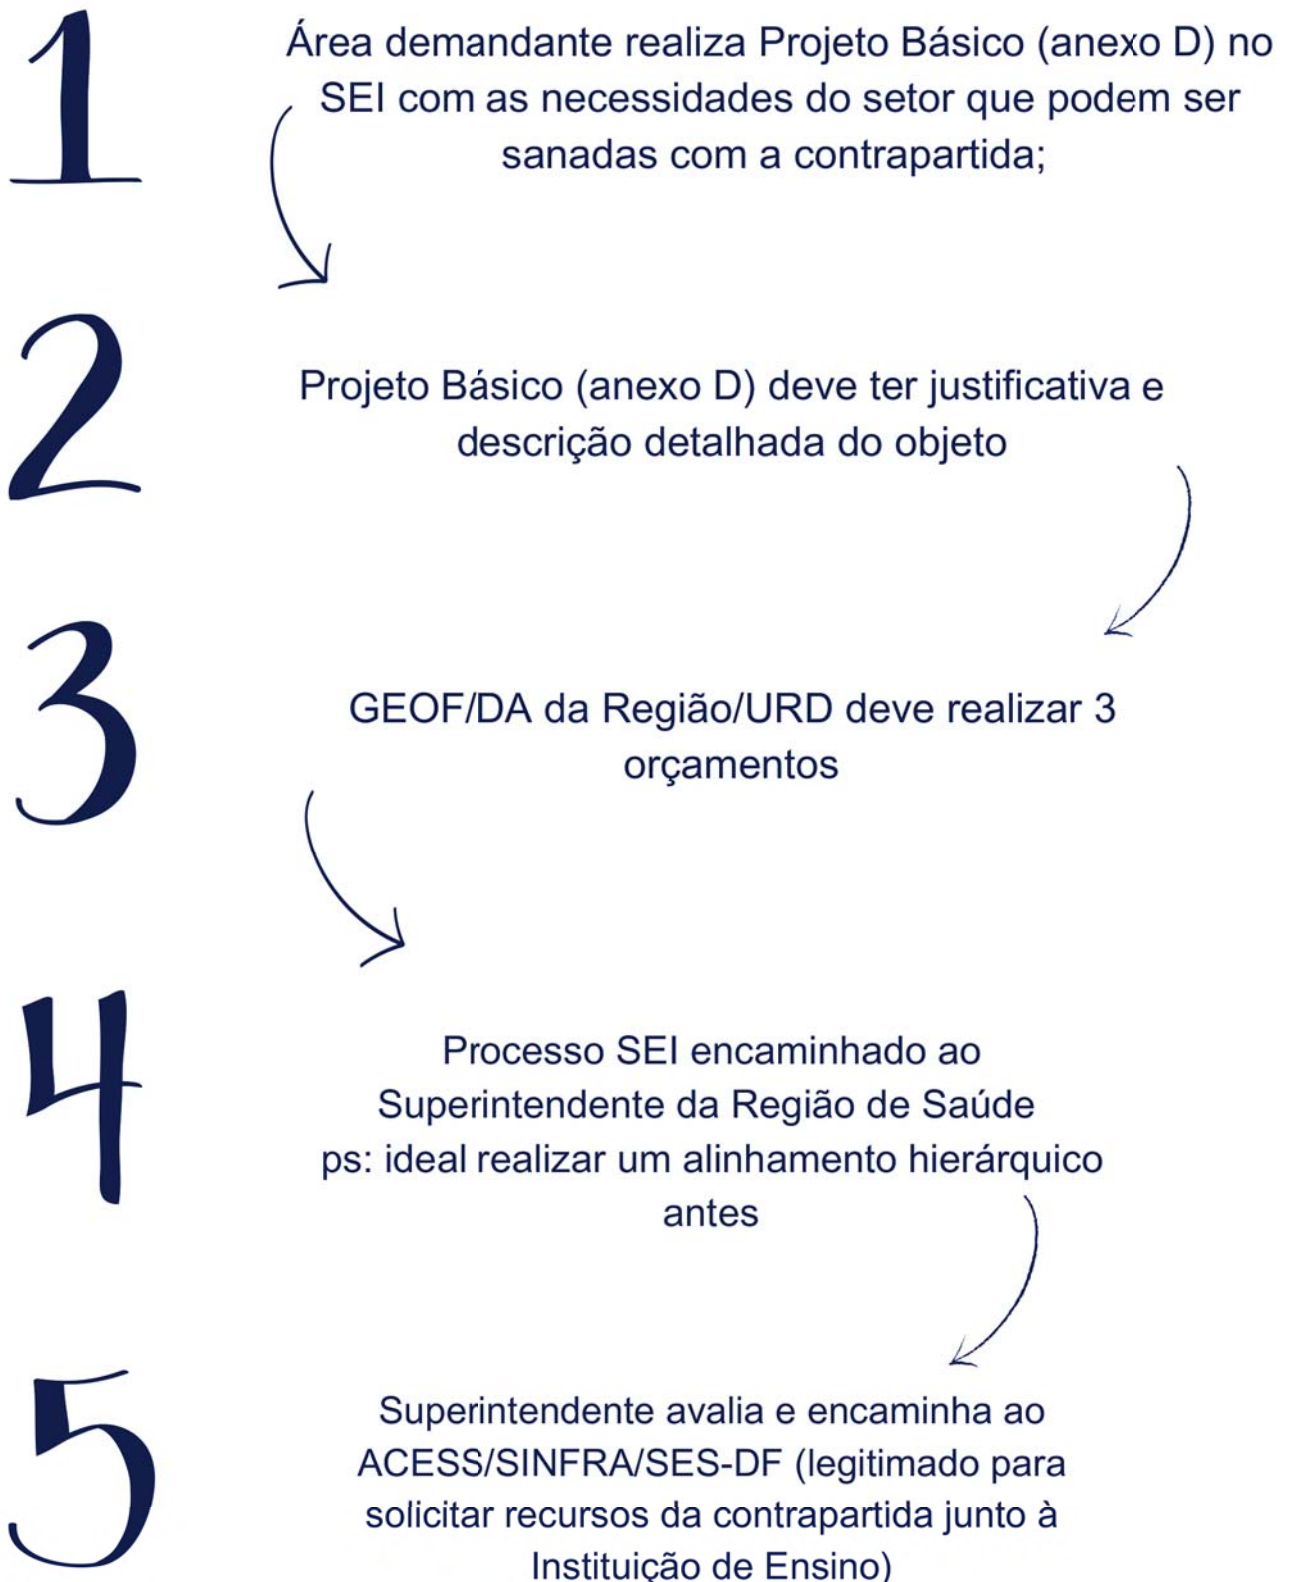 1
Área demandante realiza Projeto Básico (anexo D) no
SEI com as necessidades do setor que podem ser
sanadas com a contrapartida;
2
Projeto Básico (anexo D) deve ter justificativa e
descrição detalhada do objeto
3
GEOF/DA da Região/URD deve realizar 3
orçamentos
4
Processo SEI encaminhado ao
Superintendente da Região de Saúde
ps: ideal realizar um alinhamento hierárquico
antes
5
Superintendente avalia e encaminha ao
ACESS/SINFRA/SES-DF (legitimado para
solicitar recursos da contrapartida junto à
Instituição de Ensino)